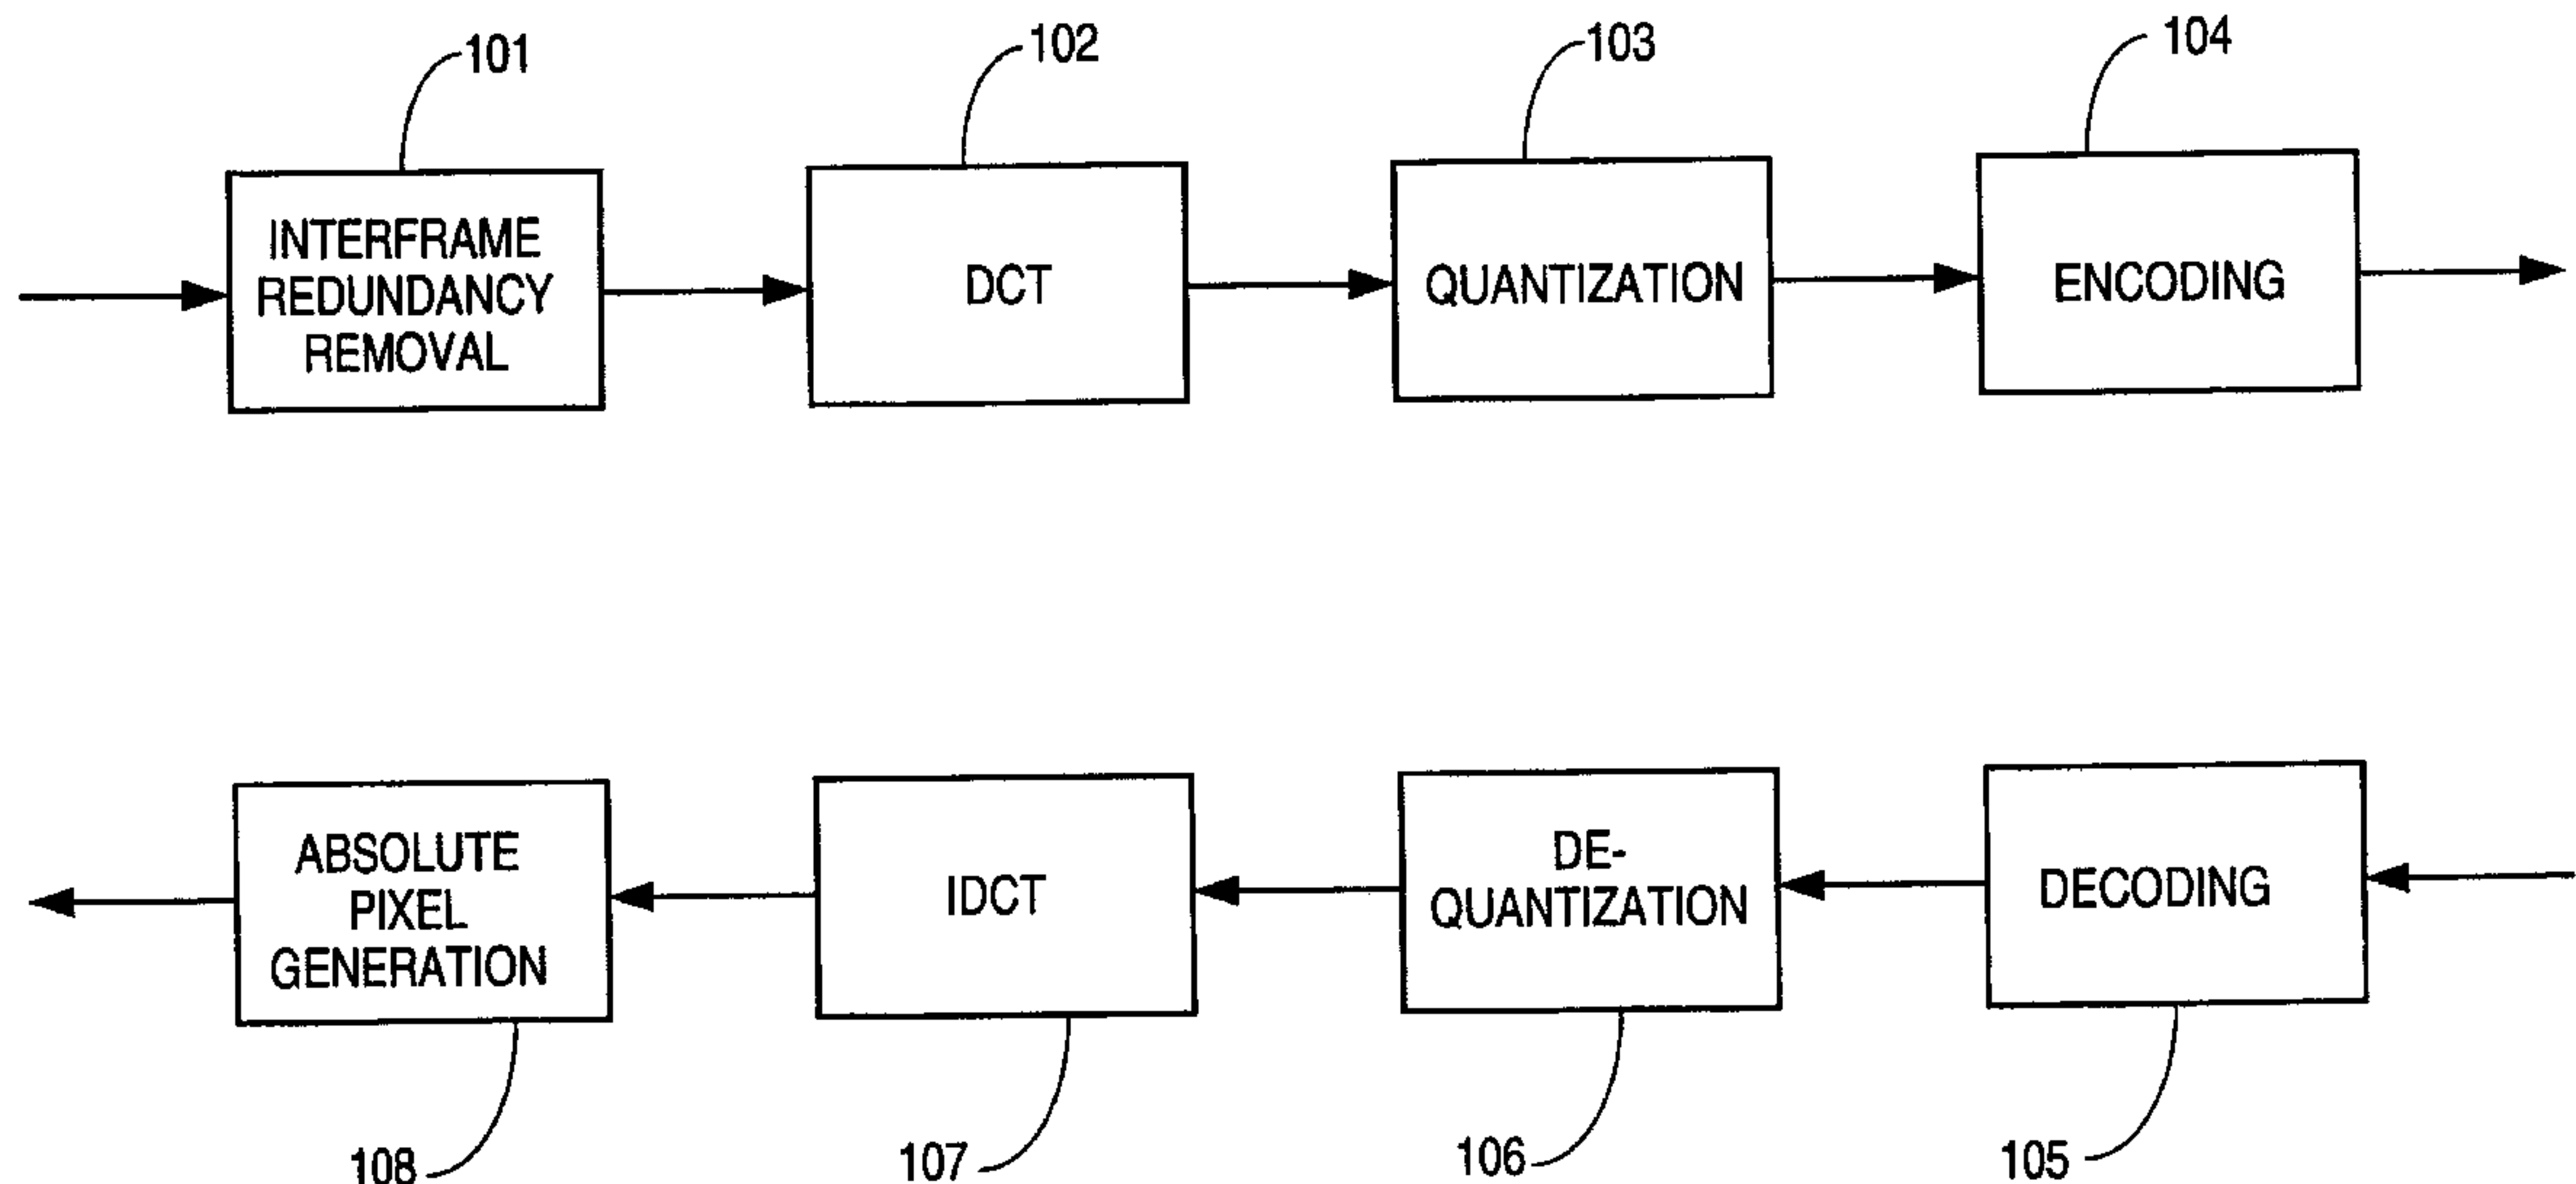 101
102
103
104
INTERFRAME
REDUNDANCY
REMOVAL
DCT
QUANTIZATION
ENCODING
ABSOLUTE
PIXEL
GENERATION
IDCT
DE-
QUANTIZATION
DECODING
108
107
106
105